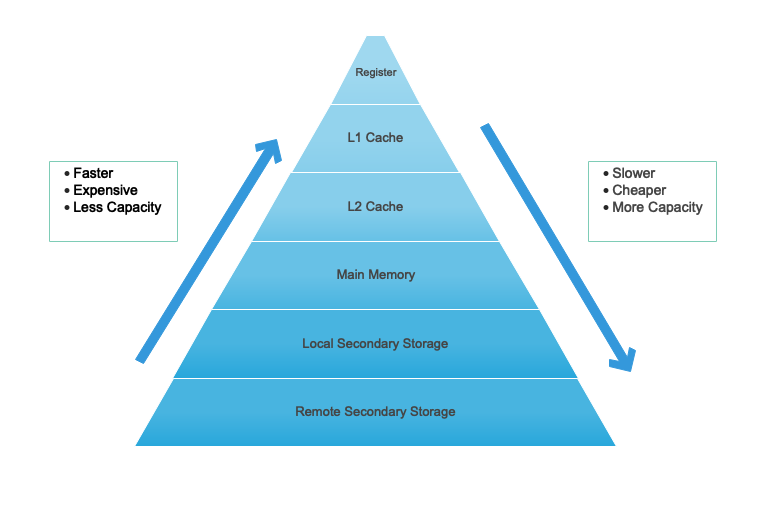 Register
L1 Cache
L2 Cache
Main Memory
Local Secondary Storage
Remote Secondary Storage
• Faster
• Expensive
• Less Capacity
• Slower
• Cheaper
• More Capacity